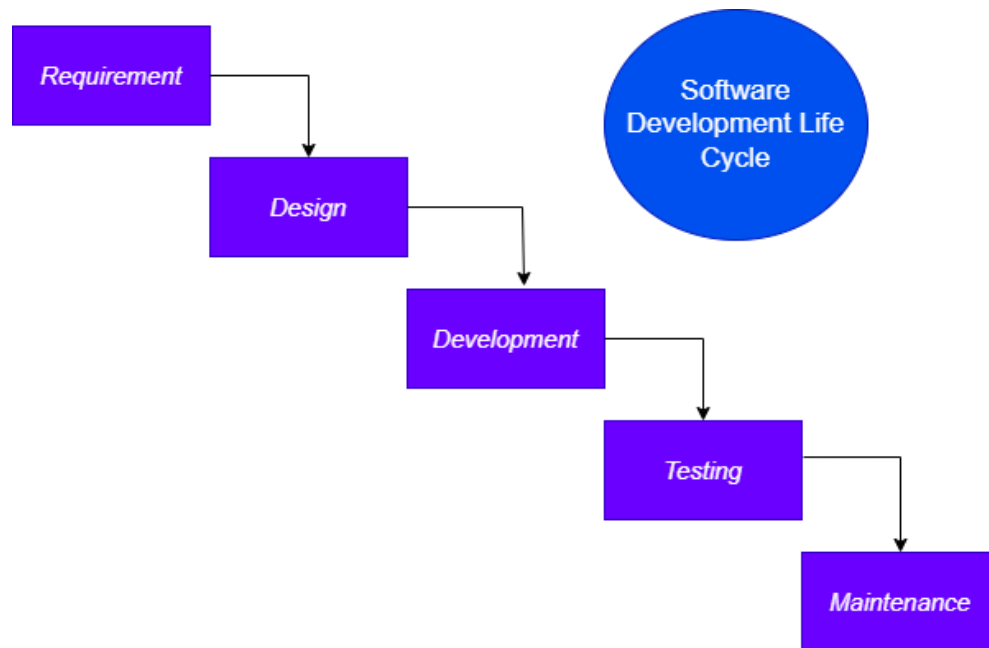 Requirement
Software
Development Life
Cycle
Design
Development
Testing
Maintenance